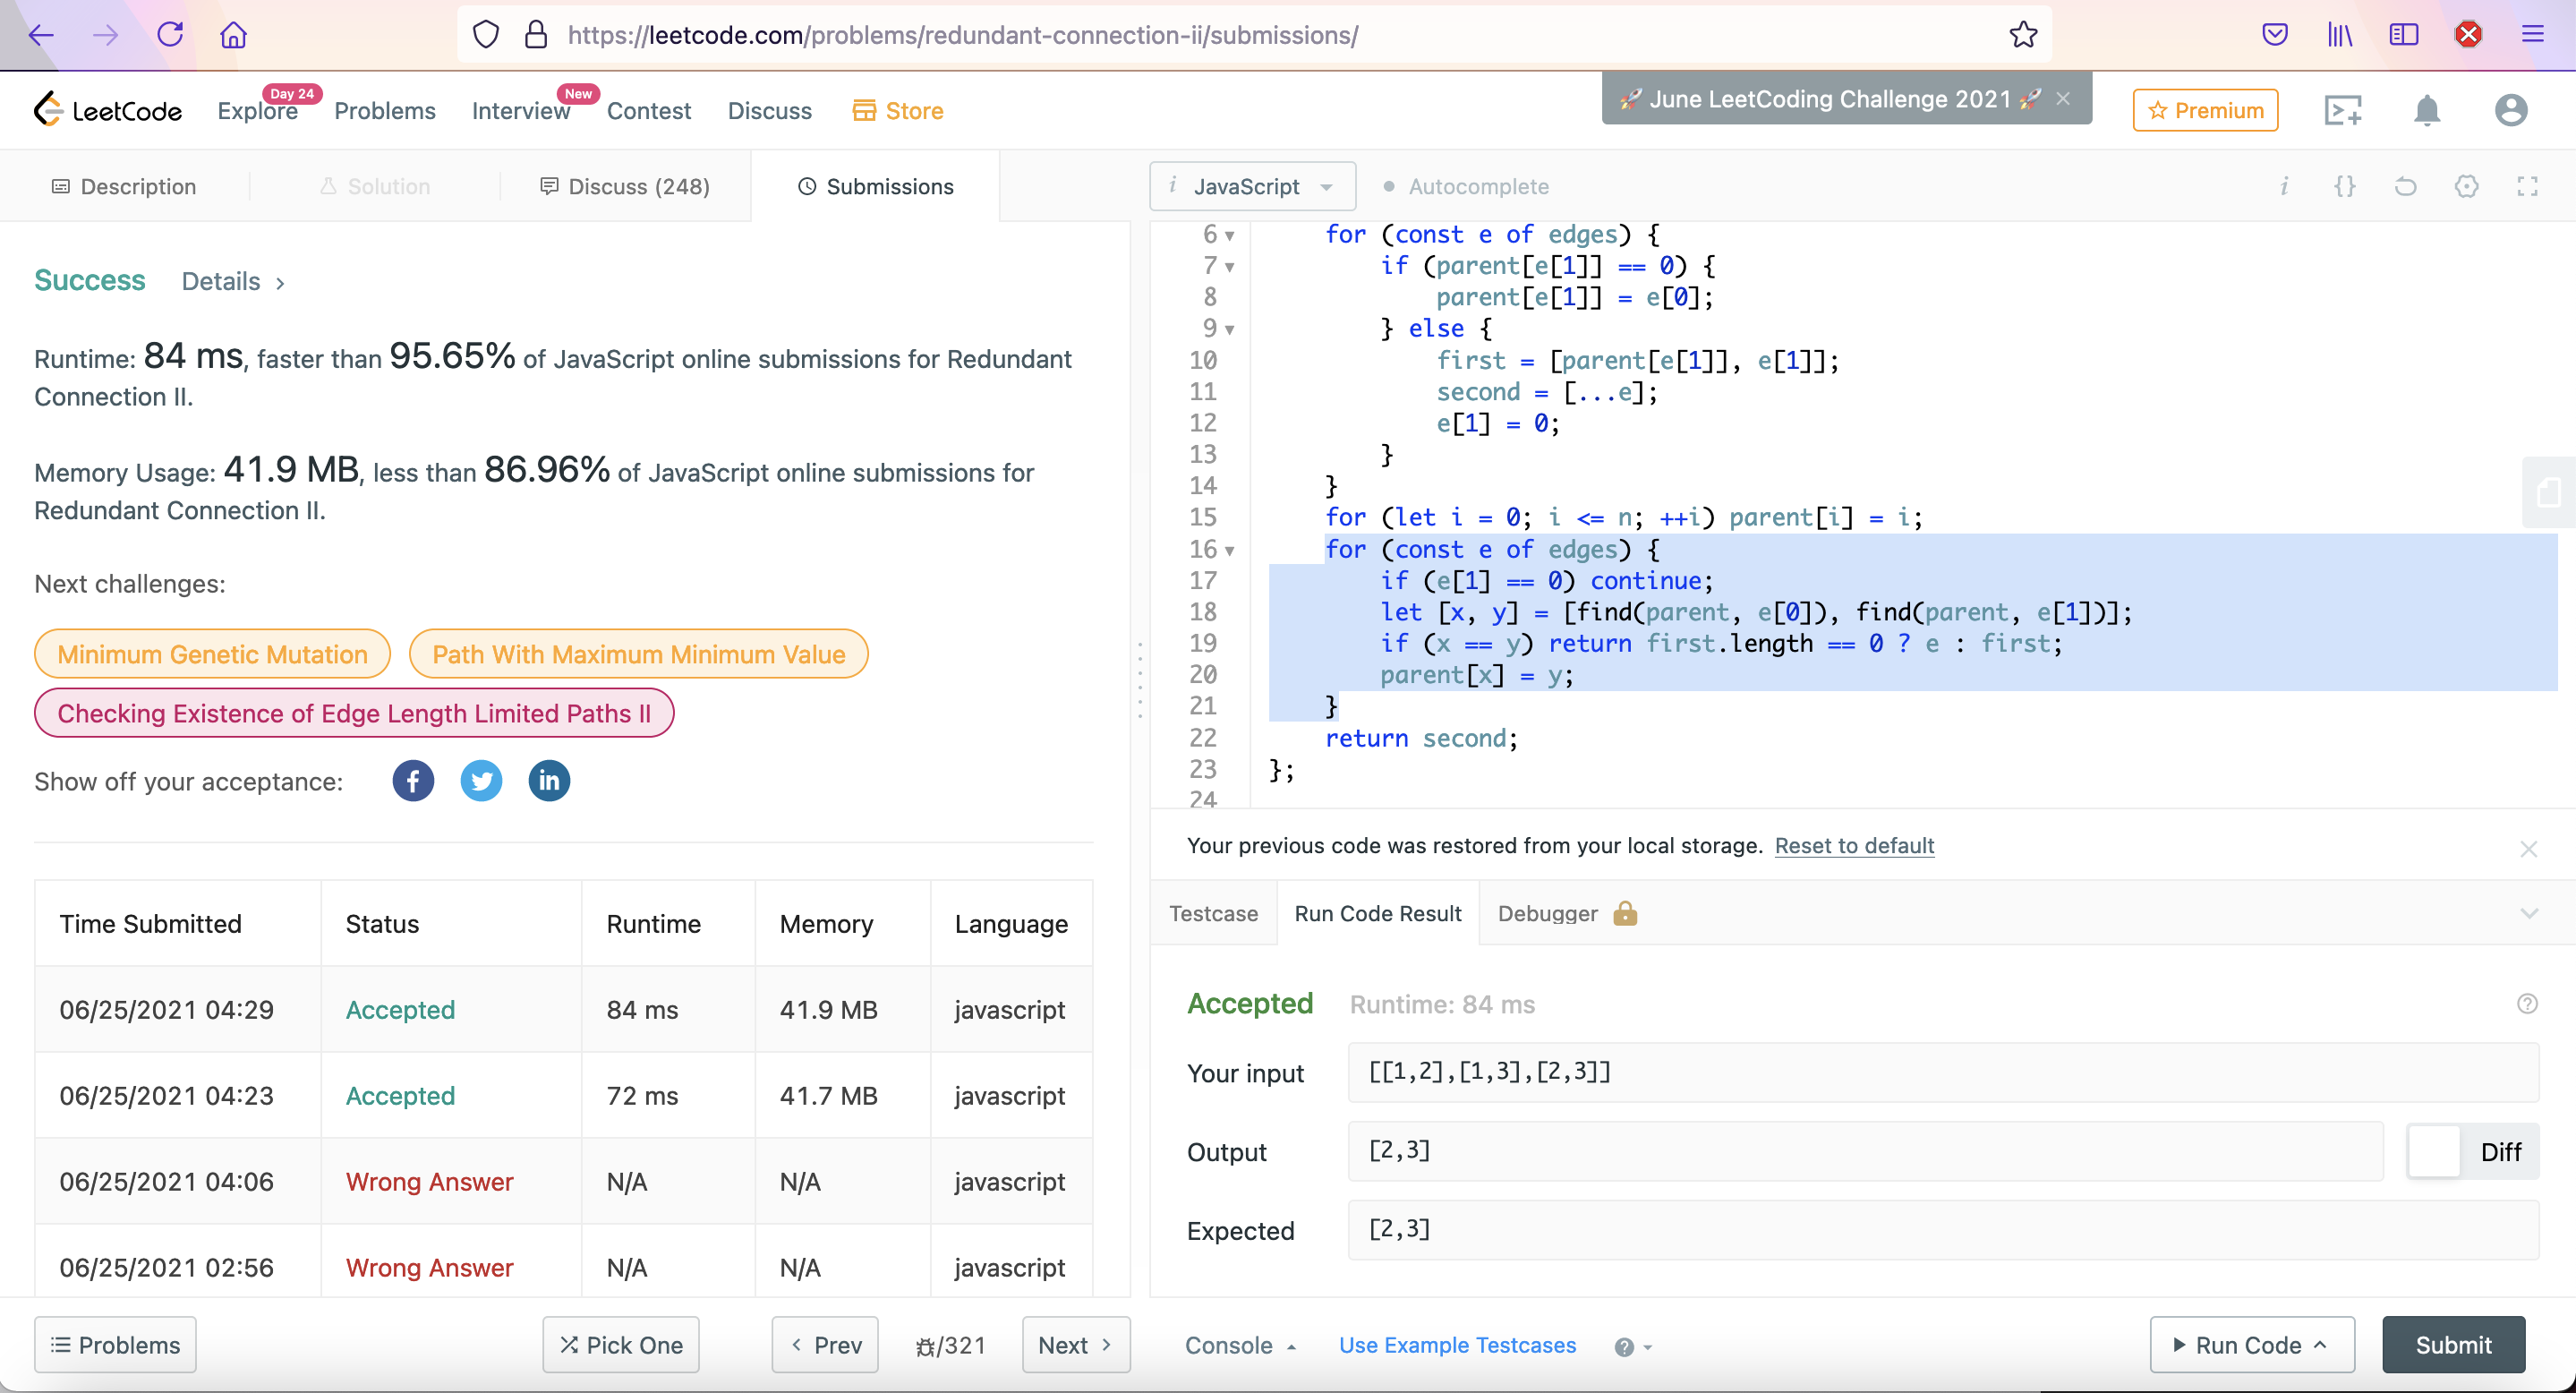 https://leetcode.com/problems/redundant-connection-ii/submissions/
LeetCode
Explore Day 24 Problems Interview New Contest Discuss Store
🚀 June LeetCoding Challenge 2021 🚀 ×
Premium
Description Solution Discuss (248) Submissions
Success Details >
Runtime: 84 ms, faster than 95.65% of JavaScript online submissions for Redundant
Connection II.
Memory Usage: 41.9 MB, less than 86.96% of JavaScript online submissions for
Redundant Connection II.
Next challenges:
Minimum Genetic Mutation Path With Maximum Minimum Value
Checking Existence of Edge Length Limited Paths II
Show off your acceptance: f in
Time Submitted Status Runtime Memory Language
06/25/2021 04:29 Accepted 84 ms 41.9 MB javascript
06/25/2021 04:23 Accepted 72 ms 41.7 MB javascript
06/25/2021 04:06 Wrong Answer N/A N/A javascript
06/25/2021 02:56 Wrong Answer N/A N/A javascript
Problems Pick One Prev /321 Next
i JavaScript Autocomplete i {}
6 for (const e of edges) {
7 if (parent[e[1]] == 0) {
8 parent[e[1]] = e[0];
9 } else {
10 first = [parent[e[1]], e[1]];
11 second = [...e];
12 e[1] = 0;
13 }
14 }
15 for (let i = 0; i <= n; ++i) parent[i] = i;
16 for (const e of edges) {
17 if (e[1] == 0) continue;
18 let [x, y] = [find(parent, e[0]), find(parent, e[1])];
19 if (x == y) return first.length == 0 ? e : first;
20 parent[x] = y;
21 }
22 return second;
23 };
24
Your previous code was restored from your local storage. Reset to default
Testcase Run Code Result Debugger
Accepted Runtime: 84 ms
Your input [[1,2],[1,3],[2,3]]
Output [2,3] Diff
Expected [2,3]
Console Use Example Testcases ? Run Code Submit